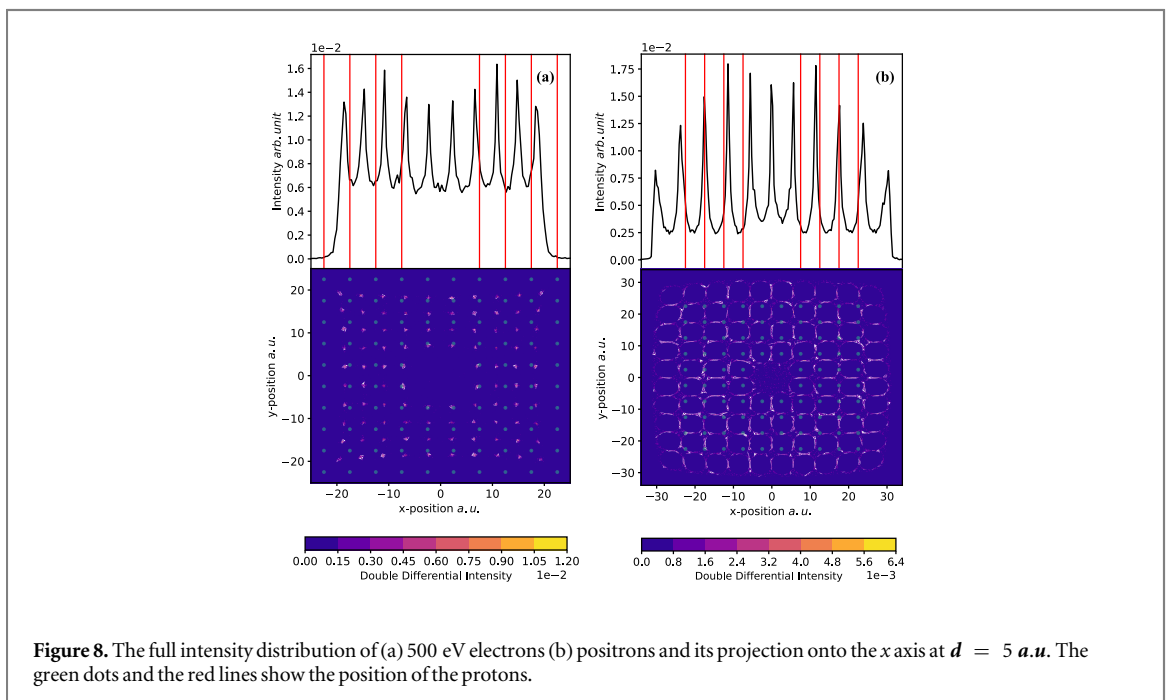 1e−2
(a)
1.6
1.4
1.2
1.0
0.8
0.6
0.4
0.2
0.0
Intensity arb.unit
20
10
0
−10
−20
y-position a.u.
−20 −10 0 10 20
x-position a.u.
0.00 0.15 0.30 0.45 0.60 0.75 0.90 1.05 1.20
Double Differential Intensity 1e−2
1e−2
(b)
1.75
1.50
1.25
1.00
0.75
0.50
0.25
0.00
Intensity arb.unit
30
20
10
0
−10
−20
−30
y-position a.u.
−30 −20 −10 0 10 20 30
x-position a.u.
0.0 0.8 1.6 2.4 3.2 4.0 4.8 5.6 6.4
Double Differential Intensity 1e−3
Figure 8. The full intensity distribution of (a) 500 eV electrons (b) positrons and its projection onto the x axis at d = 5 a.u. The
green dots and the red lines show the position of the protons.